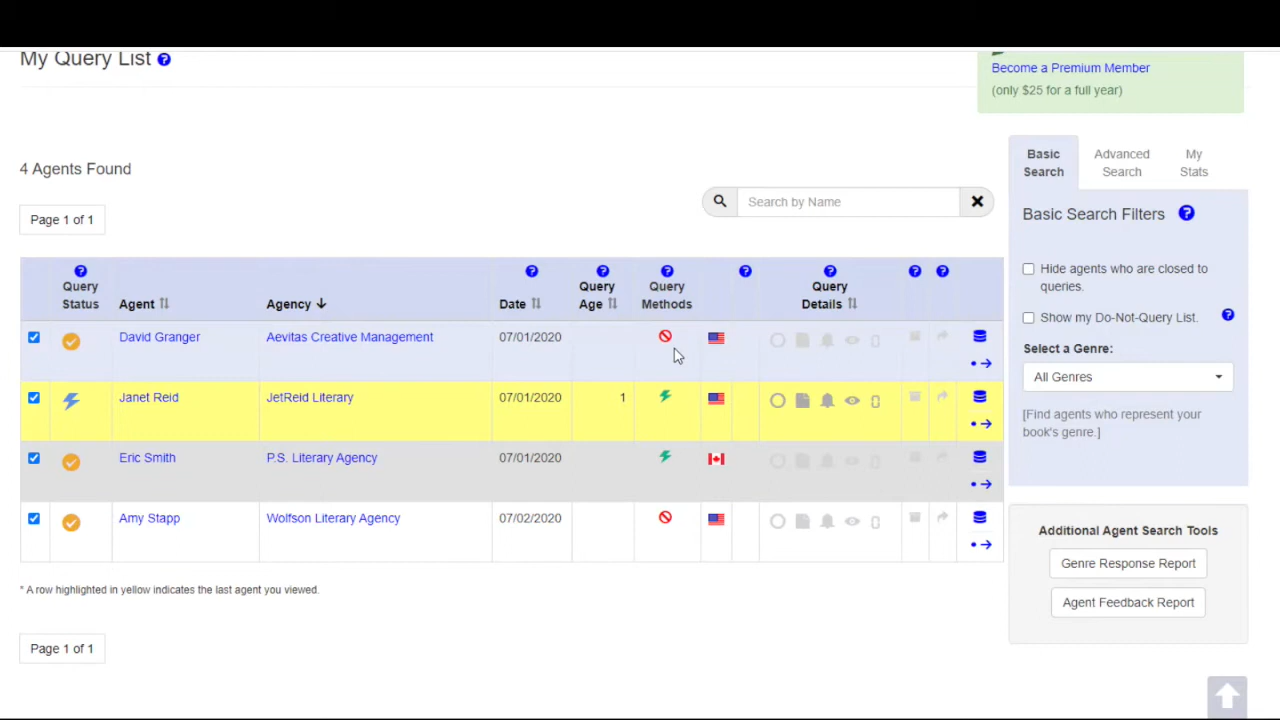 My Query List ?
Become a Premium Member
(only $25 for a full year)
4 Agents Found
Page 1 of 1
Search by Name
Basic Search
Advanced Search
My Stats
Basic Search Filters ?
Hide agents who are closed to
queries.
Show my Do-Not-Query List. ?
Select a Genre:
All Genres
[Find agents who represent your
book's genre.]
? ? ? ? ? ? ? ?
Query Status Agent Agency Date Query Age Query Methods Query Details
David Granger Aevitas Creative Management 07/01/2020
Janet Reid JetReid Literary 07/01/2020 1
Eric Smith P.S. Literary Agency 07/01/2020
Amy Stapp Wolfson Literary Agency 07/02/2020
* A row highlighted in yellow indicates the last agent you viewed.
Page 1 of 1
Additional Agent Search Tools
Genre Response Report
Agent Feedback Report